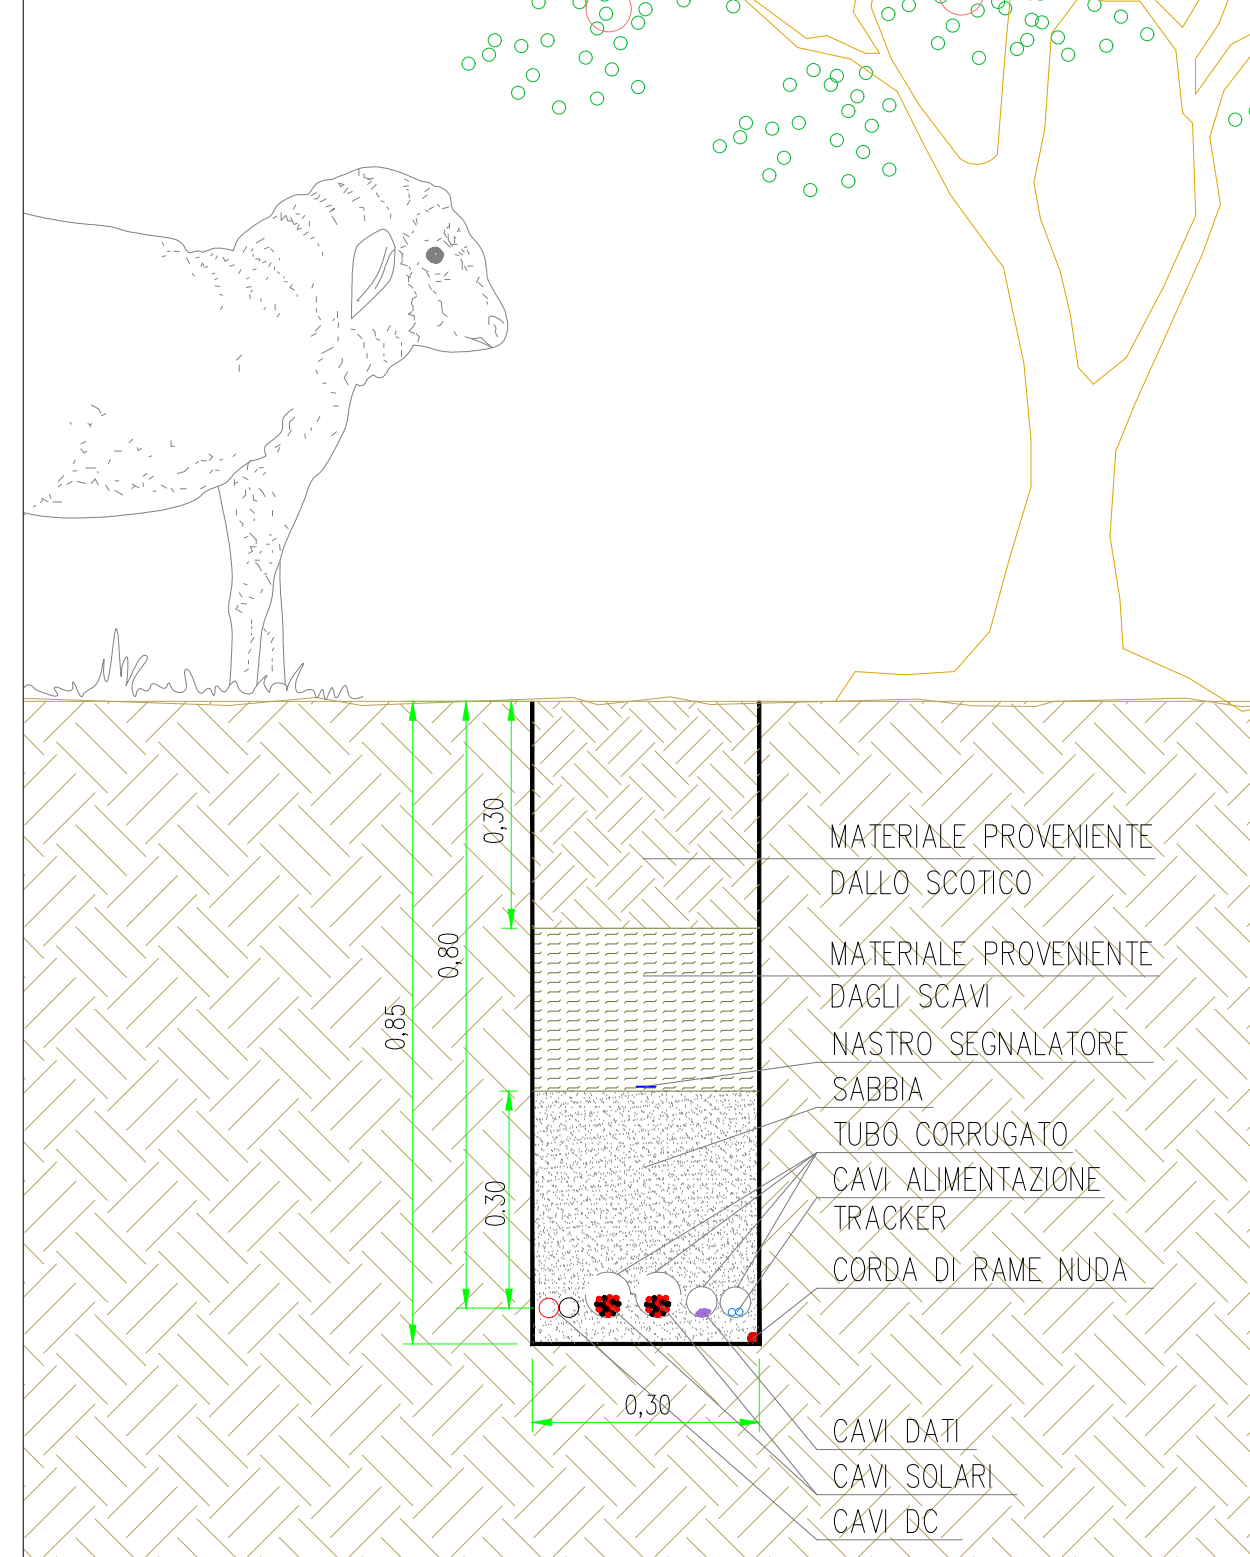 MATERIALE PROVENIENTE
DALLO SCOTICO
MATERIALE PROVENIENTE
DAGLI SCAVI
NASTRO SEGNALATORE
SABBIA
TUBO CORRUGATO
CAVI ALIMENTAZIONE
TRACKER
CORDA DI RAME NUDA
CAVI DATI
CAVI SOLARI
CAVI DC
0,30
0,80
0,85
0.30
0,30